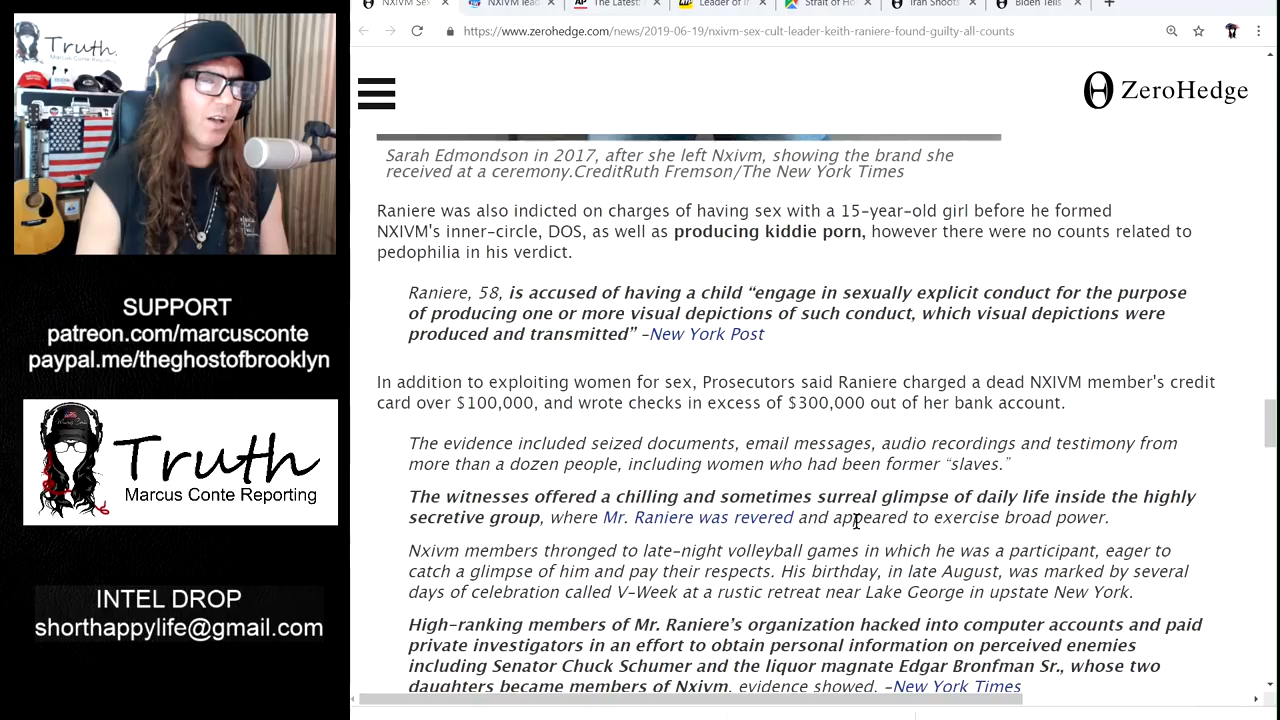 NXIVM Se
NXIVM lead
AP The Latest:
Leader of
Strait of Ho
Iran Shoots
Biden Tells
https://www.zerohedge.com/news/2019-06-19/nxivm-sex-cult-leader-keith-raniere-found-guilty-all-counts
Truth.
Marcus Conte Reporting
ZeroHedge
Sarah Edmondson in 2017, after she left Nxivm, showing the brand she
received at a ceremony.CreditRuth Fremson/The New York Times
Raniere was also indicted on charges of having sex with a 15-year-old girl before he formed
NXIVM's inner-circle, DOS, as well as producing kiddie porn, however there were no counts related to
pedophilia in his verdict.
Raniere, 58, is accused of having a child “engage in sexually explicit conduct for the purpose
of producing one or more visual depictions of such conduct, which visual depictions were
produced and transmitted” –New York Post
In addition to exploiting women for sex, Prosecutors said Raniere charged a dead NXIVM member's credit
card over $100,000, and wrote checks in excess of $300,000 out of her bank account.
The evidence included seized documents, email messages, audio recordings and testimony from
more than a dozen people, including women who had been former “slaves.”
The witnesses offered a chilling and sometimes surreal glimpse of daily life inside the highly
secretive group, where Mr. Raniere was revered and appeared to exercise broad power.
Nxivm members thronged to late-night volleyball games in which he was a participant, eager to
catch a glimpse of him and pay their respects. His birthday, in late August, was marked by several
days of celebration called V-Week at a rustic retreat near Lake George in upstate New York.
High-ranking members of Mr. Raniere’s organization hacked into computer accounts and paid
private investigators in an effort to obtain personal information on perceived enemies
including Senator Chuck Schumer and the liquor magnate Edgar Bronfman Sr., whose two
daughters became members of Nxivm, evidence showed. –New York Times
SUPPORT
patreon.com/marcusconte
paypal.me/theghostofbrooklyn
Truth
Marcus Conte Reporting
INTEL DROP
shorthappylife@gmail.com